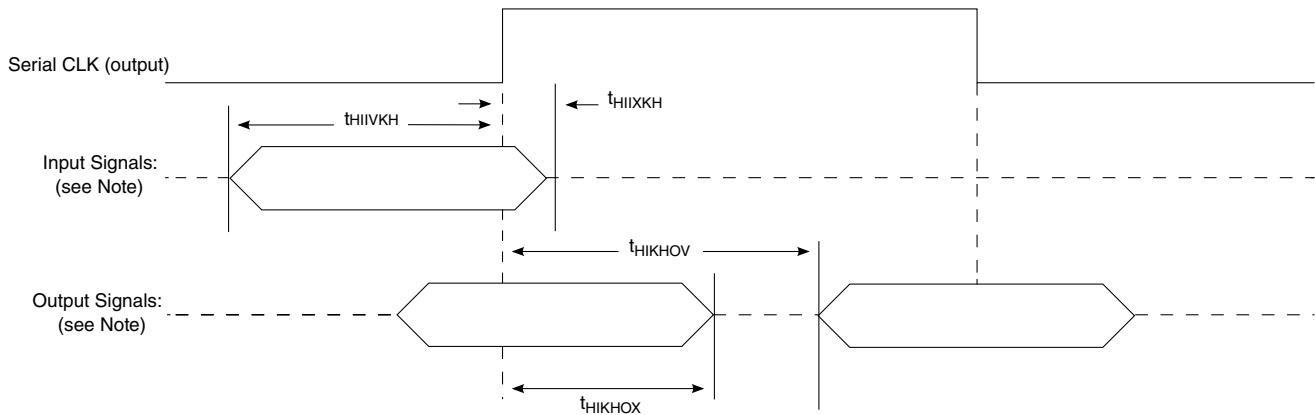 Serial CLK (output)
tHIIXKH
tHIIVKH
Input Signals:
(see Note)
tHIKHOV
Output Signals:
(see Note)
tHIKHOX